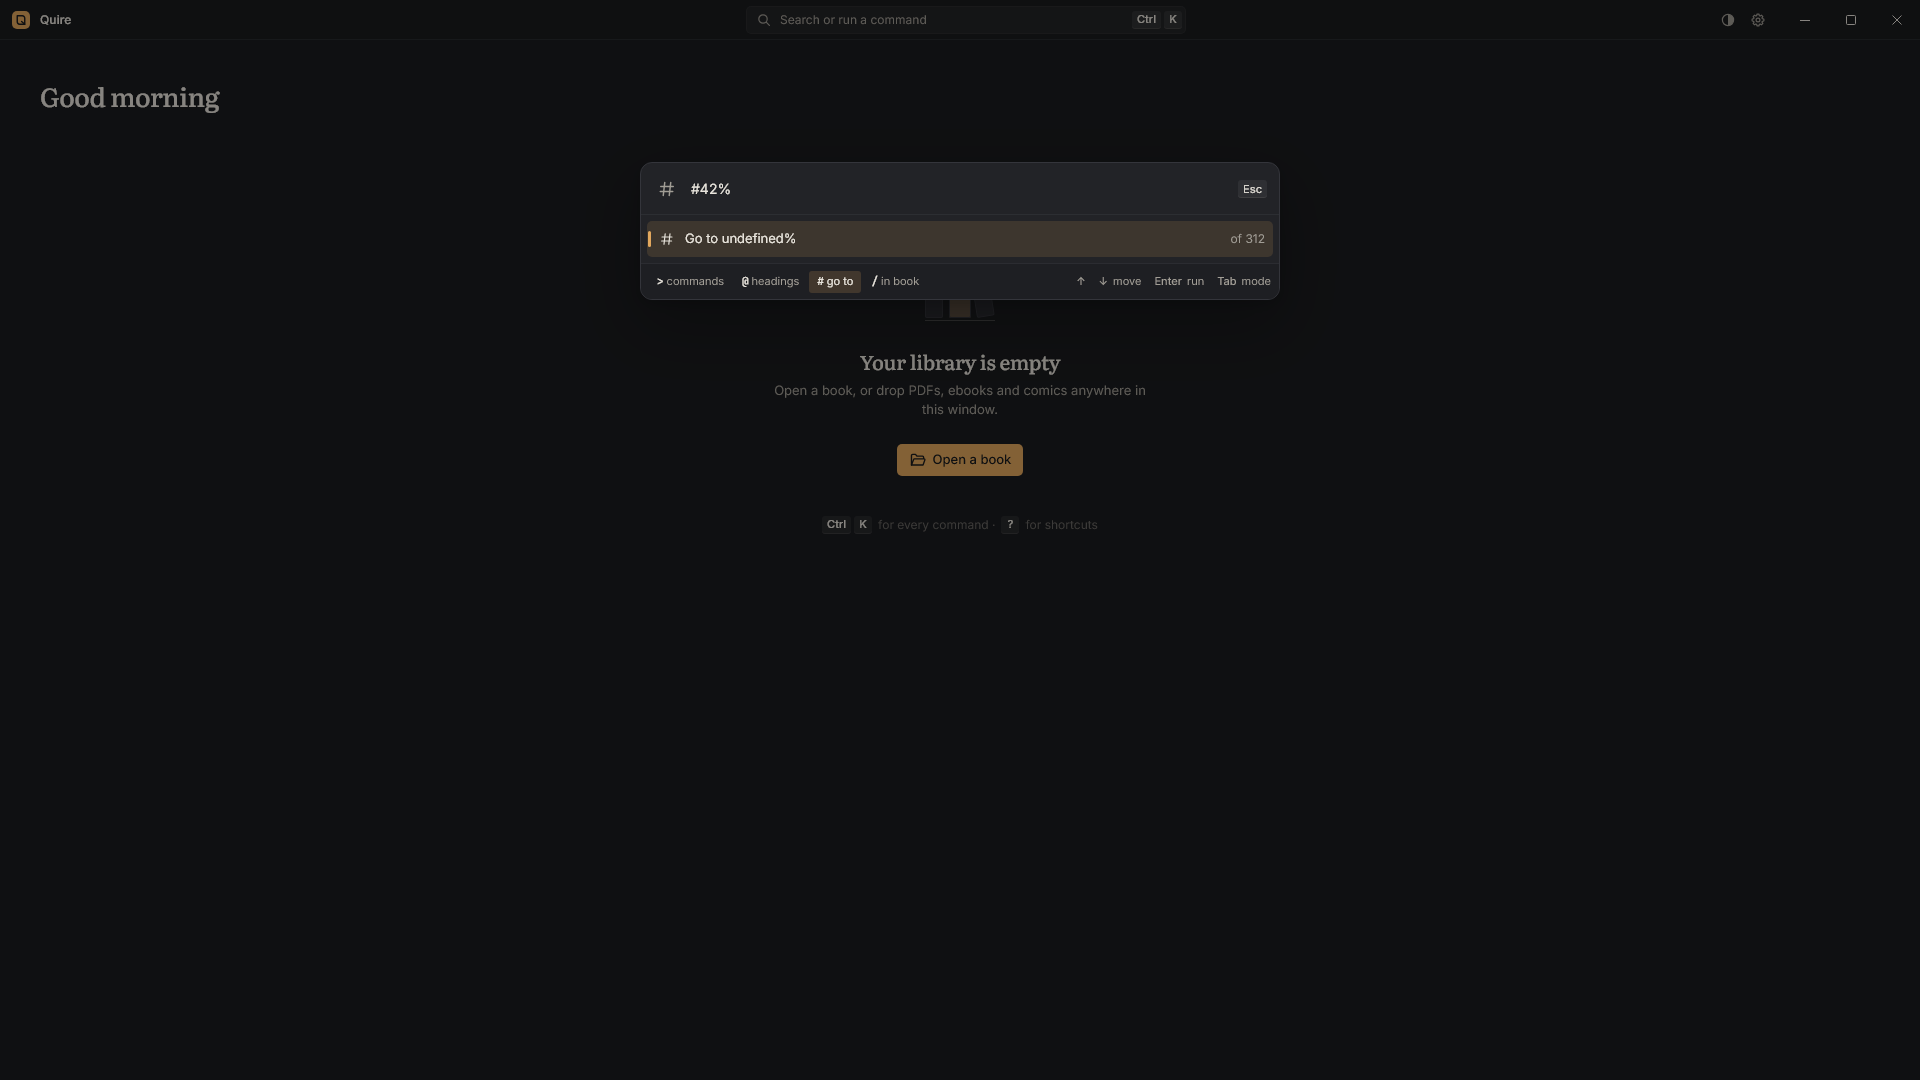 Quire
Search or run a command
Ctrl K
Good morning
#42%
Esc
Go to undefined%
of 312
> commands @ headings # go to / in book
↑ ↓ move Enter run Tab mode
Your library is empty
Open a book, or drop PDFs, ebooks and comics anywhere in
this window.
Open a book
Ctrl K for every command · ? for shortcuts